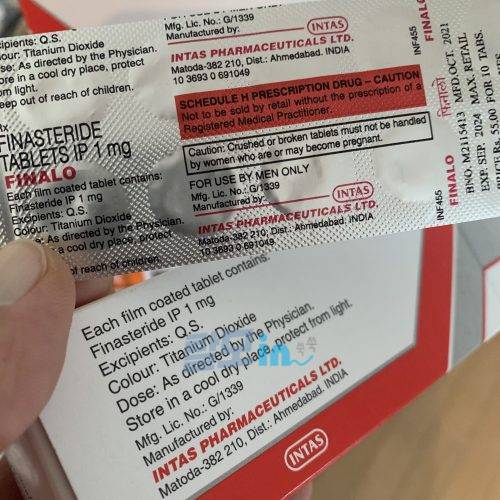 FOR USE BY MEN ONLY
Mfg. Lic. No.: G/1339
Manufactured by:
INTAS
INTAS PHARMACEUTICALS LTD.
Matoda-382 210, Dist.: Ahmedabad. INDIA
10 3693 0 691049
Excipients: Q.S.
Colour: Titanium Dioxide
Dose: As directed by the Physician.
Store in a cool dry place, protect
Keep out of reach of children.
Rx
FINASTERIDE
TABLETS IP 1 mg
FINALO
Each film coated tablet contains:
Finasteride IP 1 mg
Excipients: Q.S.
Colour: Titanium Dioxide
Dose: As directed by the Physician.
in a cool dry place, protect
of reach of children.
SCHEDULE H PRESCRIPTION DRUG – CAUTION
Not to be sold by retail without the prescription of a
Registered Medical Practitioner.
Caution: Crushed or broken tablets must not be handled
by women who are or may become pregnant.
FOR USE BY MEN ONLY
Mfg. Lic. No.: G/1339
Manufactured by:
INTAS
INTAS PHARMACEUTICALS LTD.
Matoda-382 210, Dist.: Ahmedabad. INDIA
10 3693 0 691049
INF455
FINALO
INF455
FINALO
BNO. M2115413 MFD.OCT. 2021
EXP. SEP. 2024 MAX. RETAIL
FOR 10 TABS.
Each film coated tablet contains:
Finasteride IP 1 mg
Excipients: Q.S.
Colour: Titanium Dioxide
Dose: As directed by the Physician.
Store in a cool dry place, protect from light.
Mfg. Lic. No.: G/1339
Manufactured by:
INTAS PHARMACEUTICALS LTD.
Matoda-382 210, Dist.: Ahmedabad. INDIA
INTAS